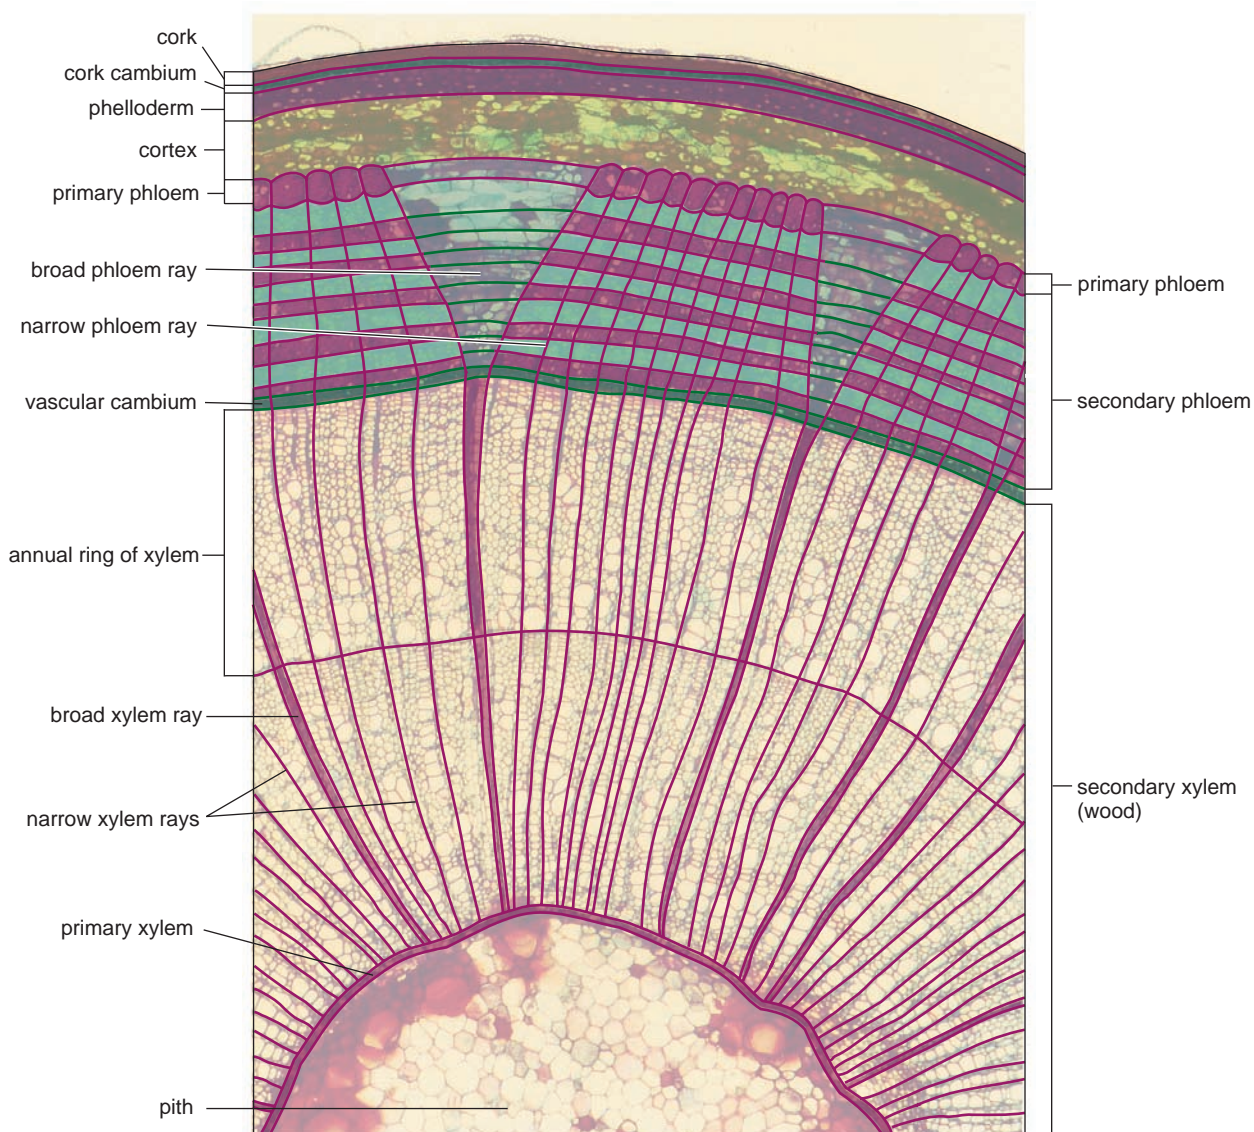 cork
cork cambium
phelloderm
cortex
primary phloem
broad phloem ray
narrow phloem ray
vascular cambium
annual ring of xylem
broad xylem ray
narrow xylem rays
primary xylem
pith
primary phloem
secondary phloem
secondary xylem
(wood)